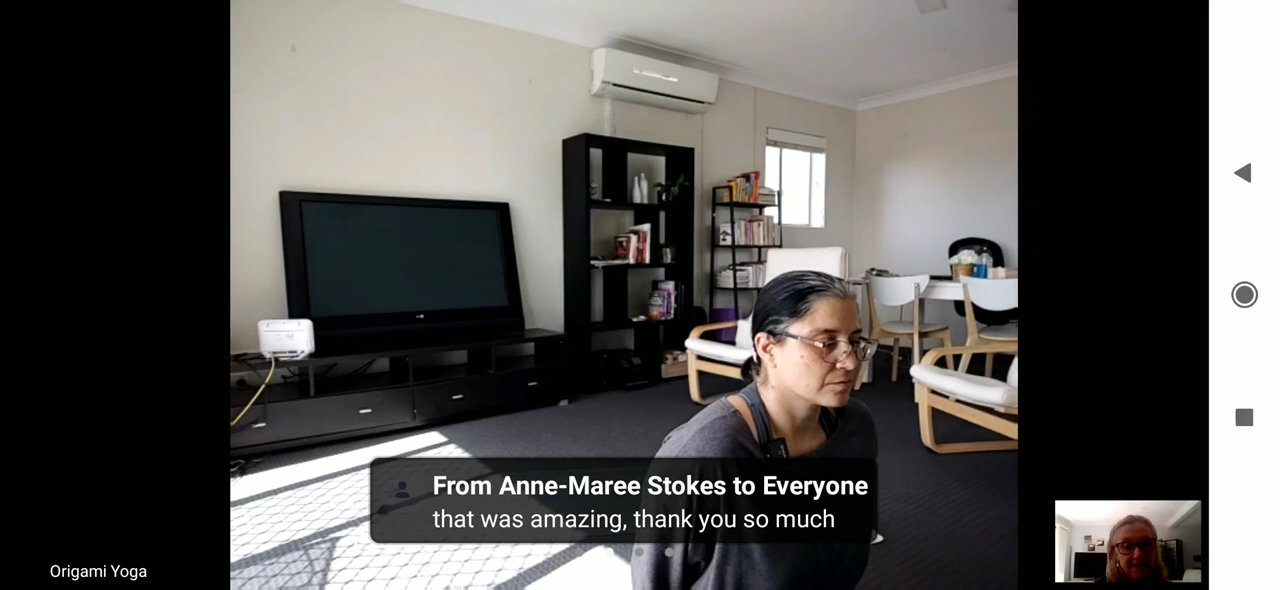 From Anne-Maree Stokes to Everyone
that was amazing, thank you so much
Origami Yoga